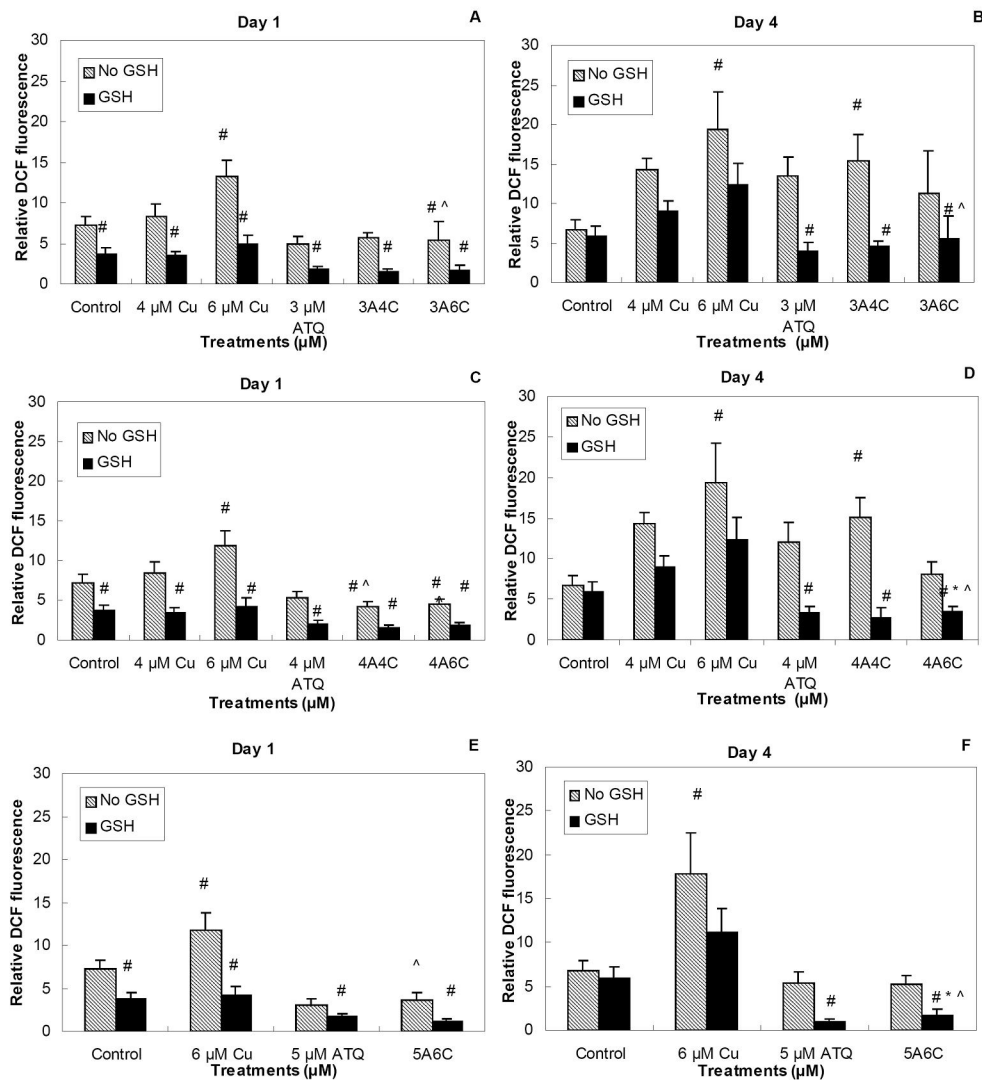 Day 1
A
Relative DCF fluorescence
30
25
20
15
10
5
0
No GSH
GSH
#
#
#
#
#
#
# ^
#
Control
4 µM Cu
6 µM Cu
3 µM
ATQ
3A4C
3A6C
Treatments (µM)
Day 4
B
Relative DCF fluorescence
30
25
20
15
10
5
0
No GSH
GSH
#
#
#
#
# ^
Control
4 µM Cu
6 µM Cu
3 µM
ATQ
3A4C
3A6C
Treatments (µM)
Day 1
C
Relative DCF fluorescence
30
25
20
15
10
5
0
No GSH
GSH
#
#
#
#
#
# ^
#
#
^
#
Control
4 µM Cu
6 µM Cu
4 µM
ATQ
4A4C
4A6C
Treatments (µM)
Day 4
D
Relative DCF fluorescence
30
25
20
15
10
5
0
No GSH
GSH
#
#
#
#
# * ^
Control
4 µM Cu
6 µM Cu
4 µM
ATQ
4A4C
4A6C
Treatments (µM)
Day 1
E
Relative DCF fluorescence
30
25
20
15
10
5
0
No GSH
GSH
#
#
#
#
^
#
Control
6 µM Cu
5 µM ATQ
5A6C
Treatments (µM)
Day 4
F
Relative DCF fluorescence
30
25
20
15
10
5
0
No GSH
GSH
#
#
# * ^
Control
6 µM Cu
5 µM ATQ
5A6C
Treatments (µM)